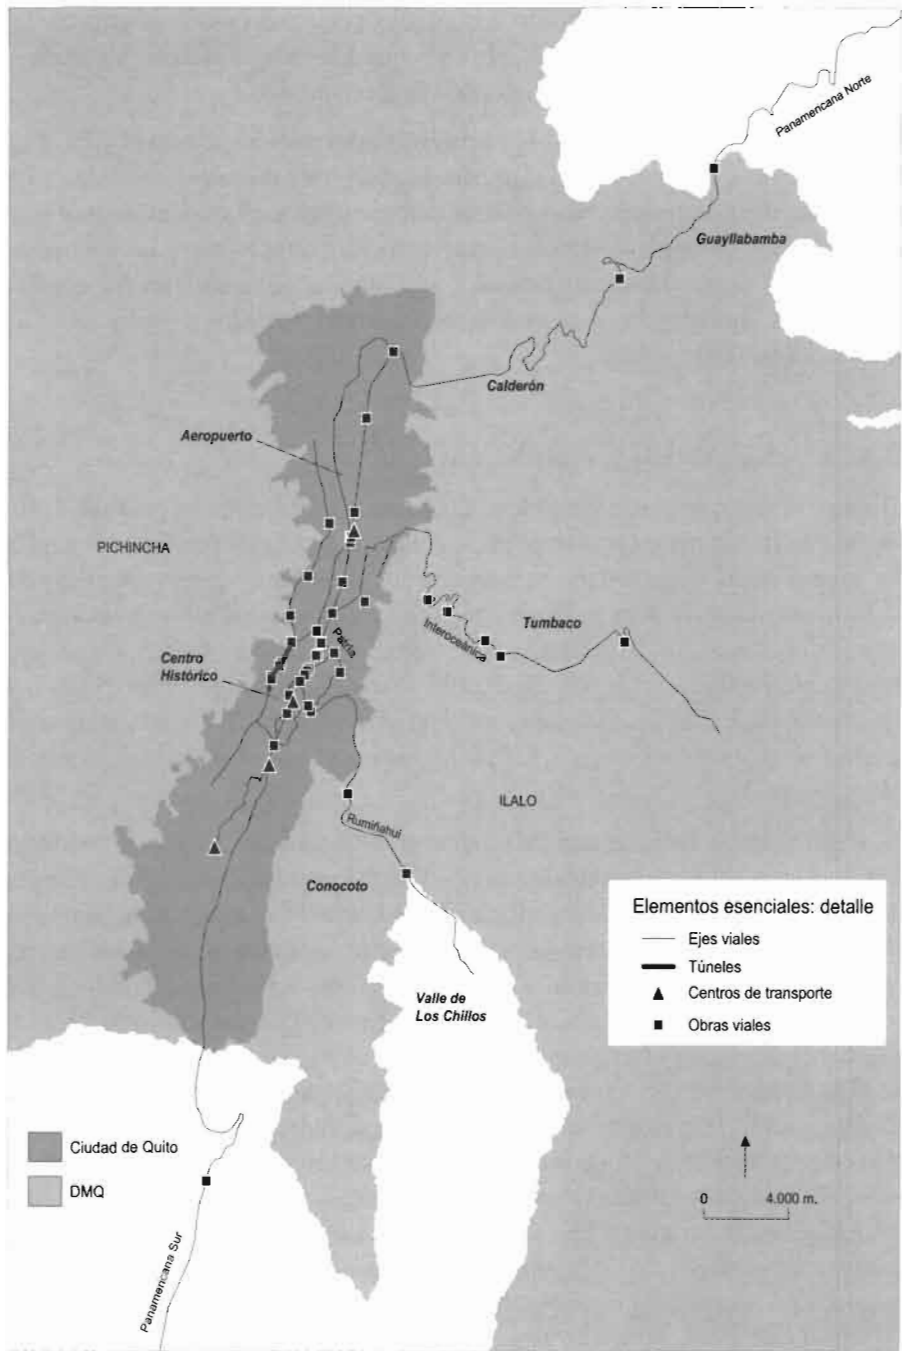 Panamericana Norte
Guayllabamba
Calderón
Aeropuerto
PICHINCHA
Patria
Interoceánica
Tumbaco
Centro
Histórico
ILALO
Rumiñahui
Conocoto
Elementos esenciales: detalle
Ejes viales
Túneles
Centros de transporte
Obras viales
Valle de
Los Chillos
Ciudad de Quito
DMQ
0 4.000 m.
Panamericana Sur